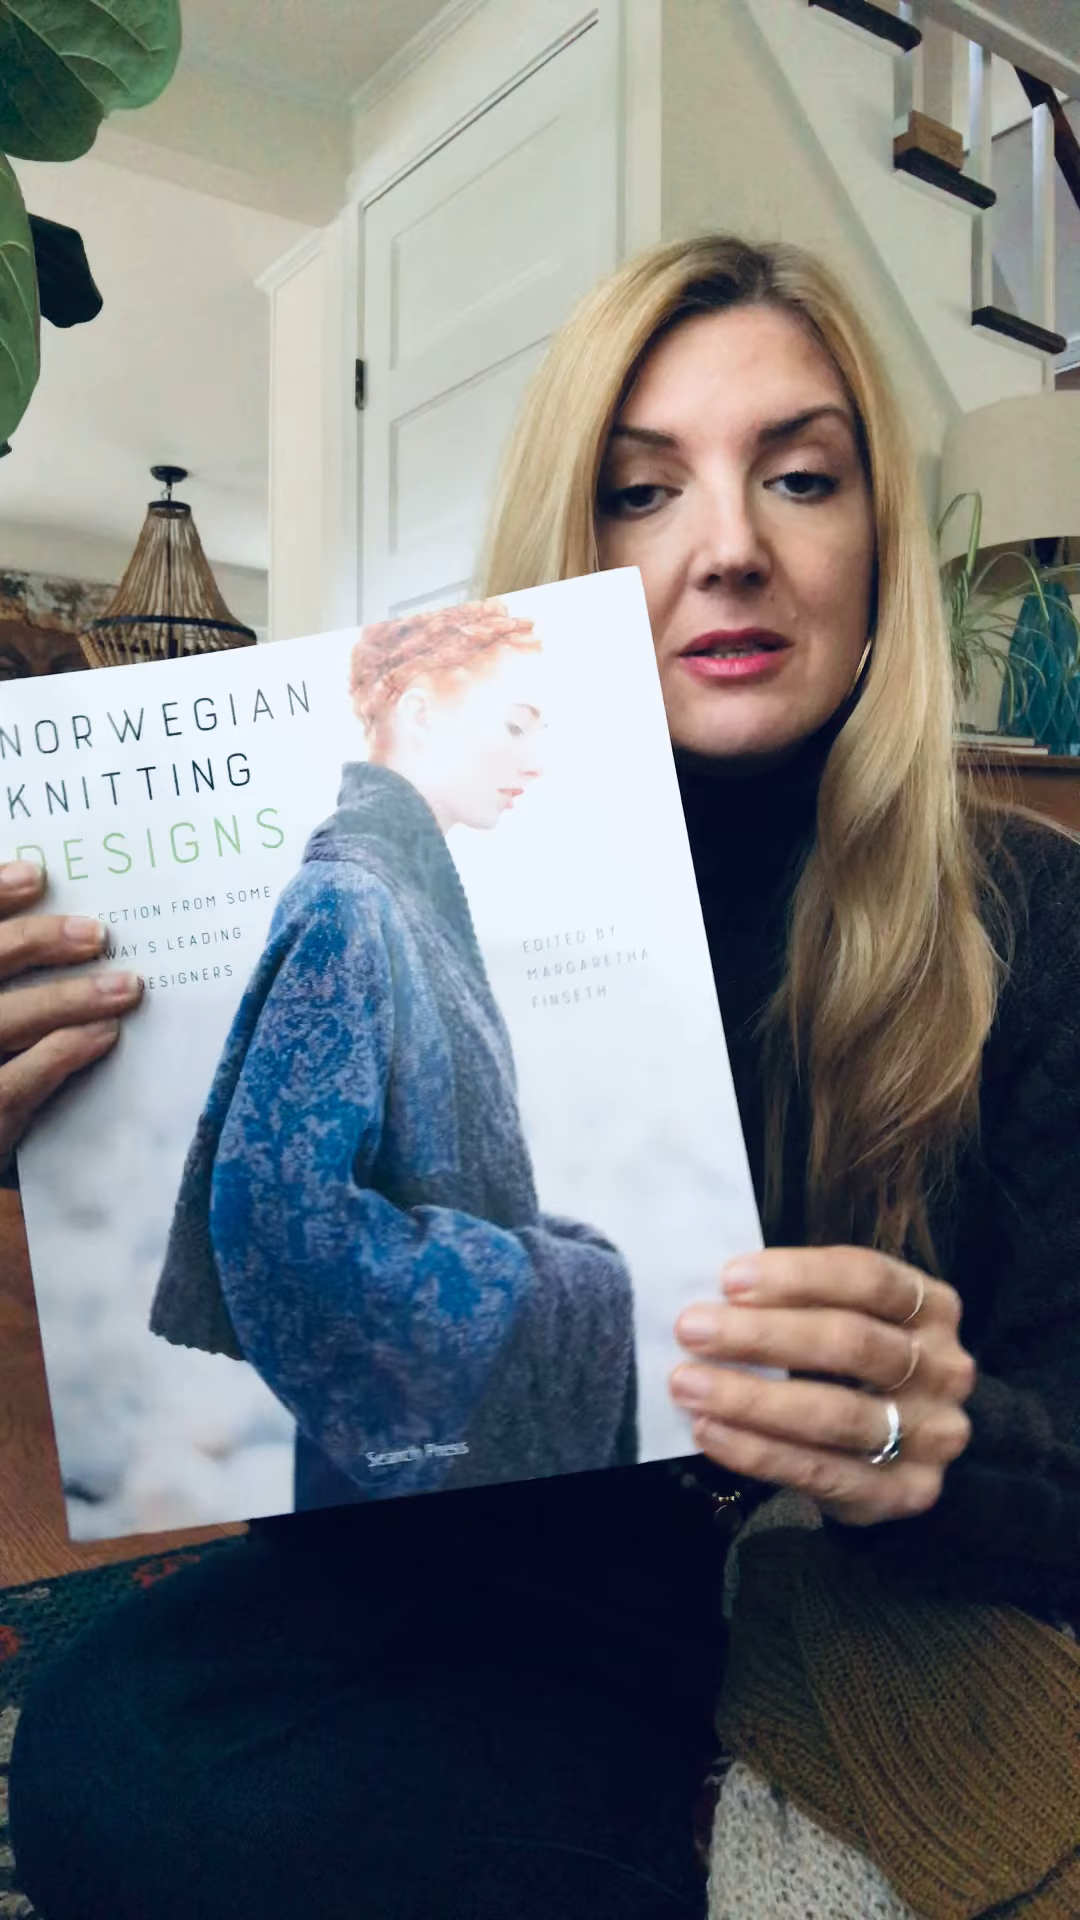 NORWEGIAN
KNITTING
DESIGNS
ECTION FROM SOME
WAY S LEADING
DESIGNERS
EDITED BY
MARGARETHA
FINSETH
Search Press